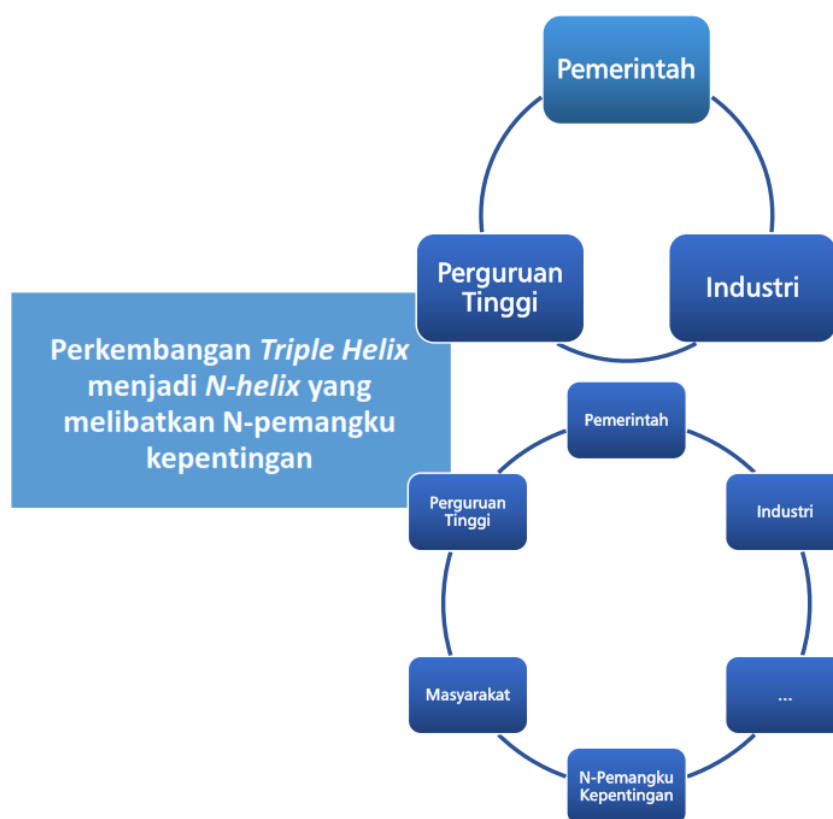 Pemerintah
Perguruan
Tinggi
Industri
Perkembangan Triple Helix
menjadi N-helix yang
melibatkan N-pemangku
kepentingan
Pemerintah
Perguruan
Tinggi
Industri
Masyarakat
...
N-Pemangku
Kepentingan